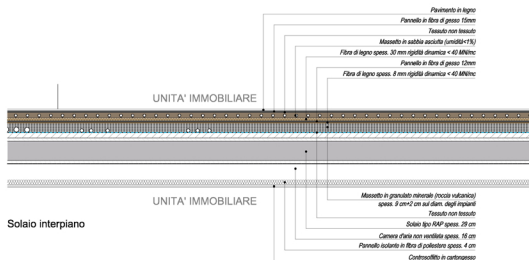 Pavimento in legno
Pannello in fibra di gesso 15mm
Tessuto non tessuto
Massetto in sabbia asciutta (umidità<1%)
Fibra di legno spess. 30 mm rigidità dinamica < 40 MN/mc
Pannello in fibra di gesso 12mm
Fibra di legno spess. 8 mm rigidità dinamica < 40 MN/mc
UNITA' IMMOBILIARE
UNITA' IMMOBILIARE
Massetto in granulato minerale (roccia vulcanica)
spess. 9 cm+2 cm sul diam. degli impianti
Tessuto non tessuto
Solaio tipo RAP spess. 29 cm
Camera d'aria non ventilata spess. 16 cm
Pannello isolante in fibra di poliestere spess. 4 cm
Controsoffitto in cartongesso
Solaio interpiano